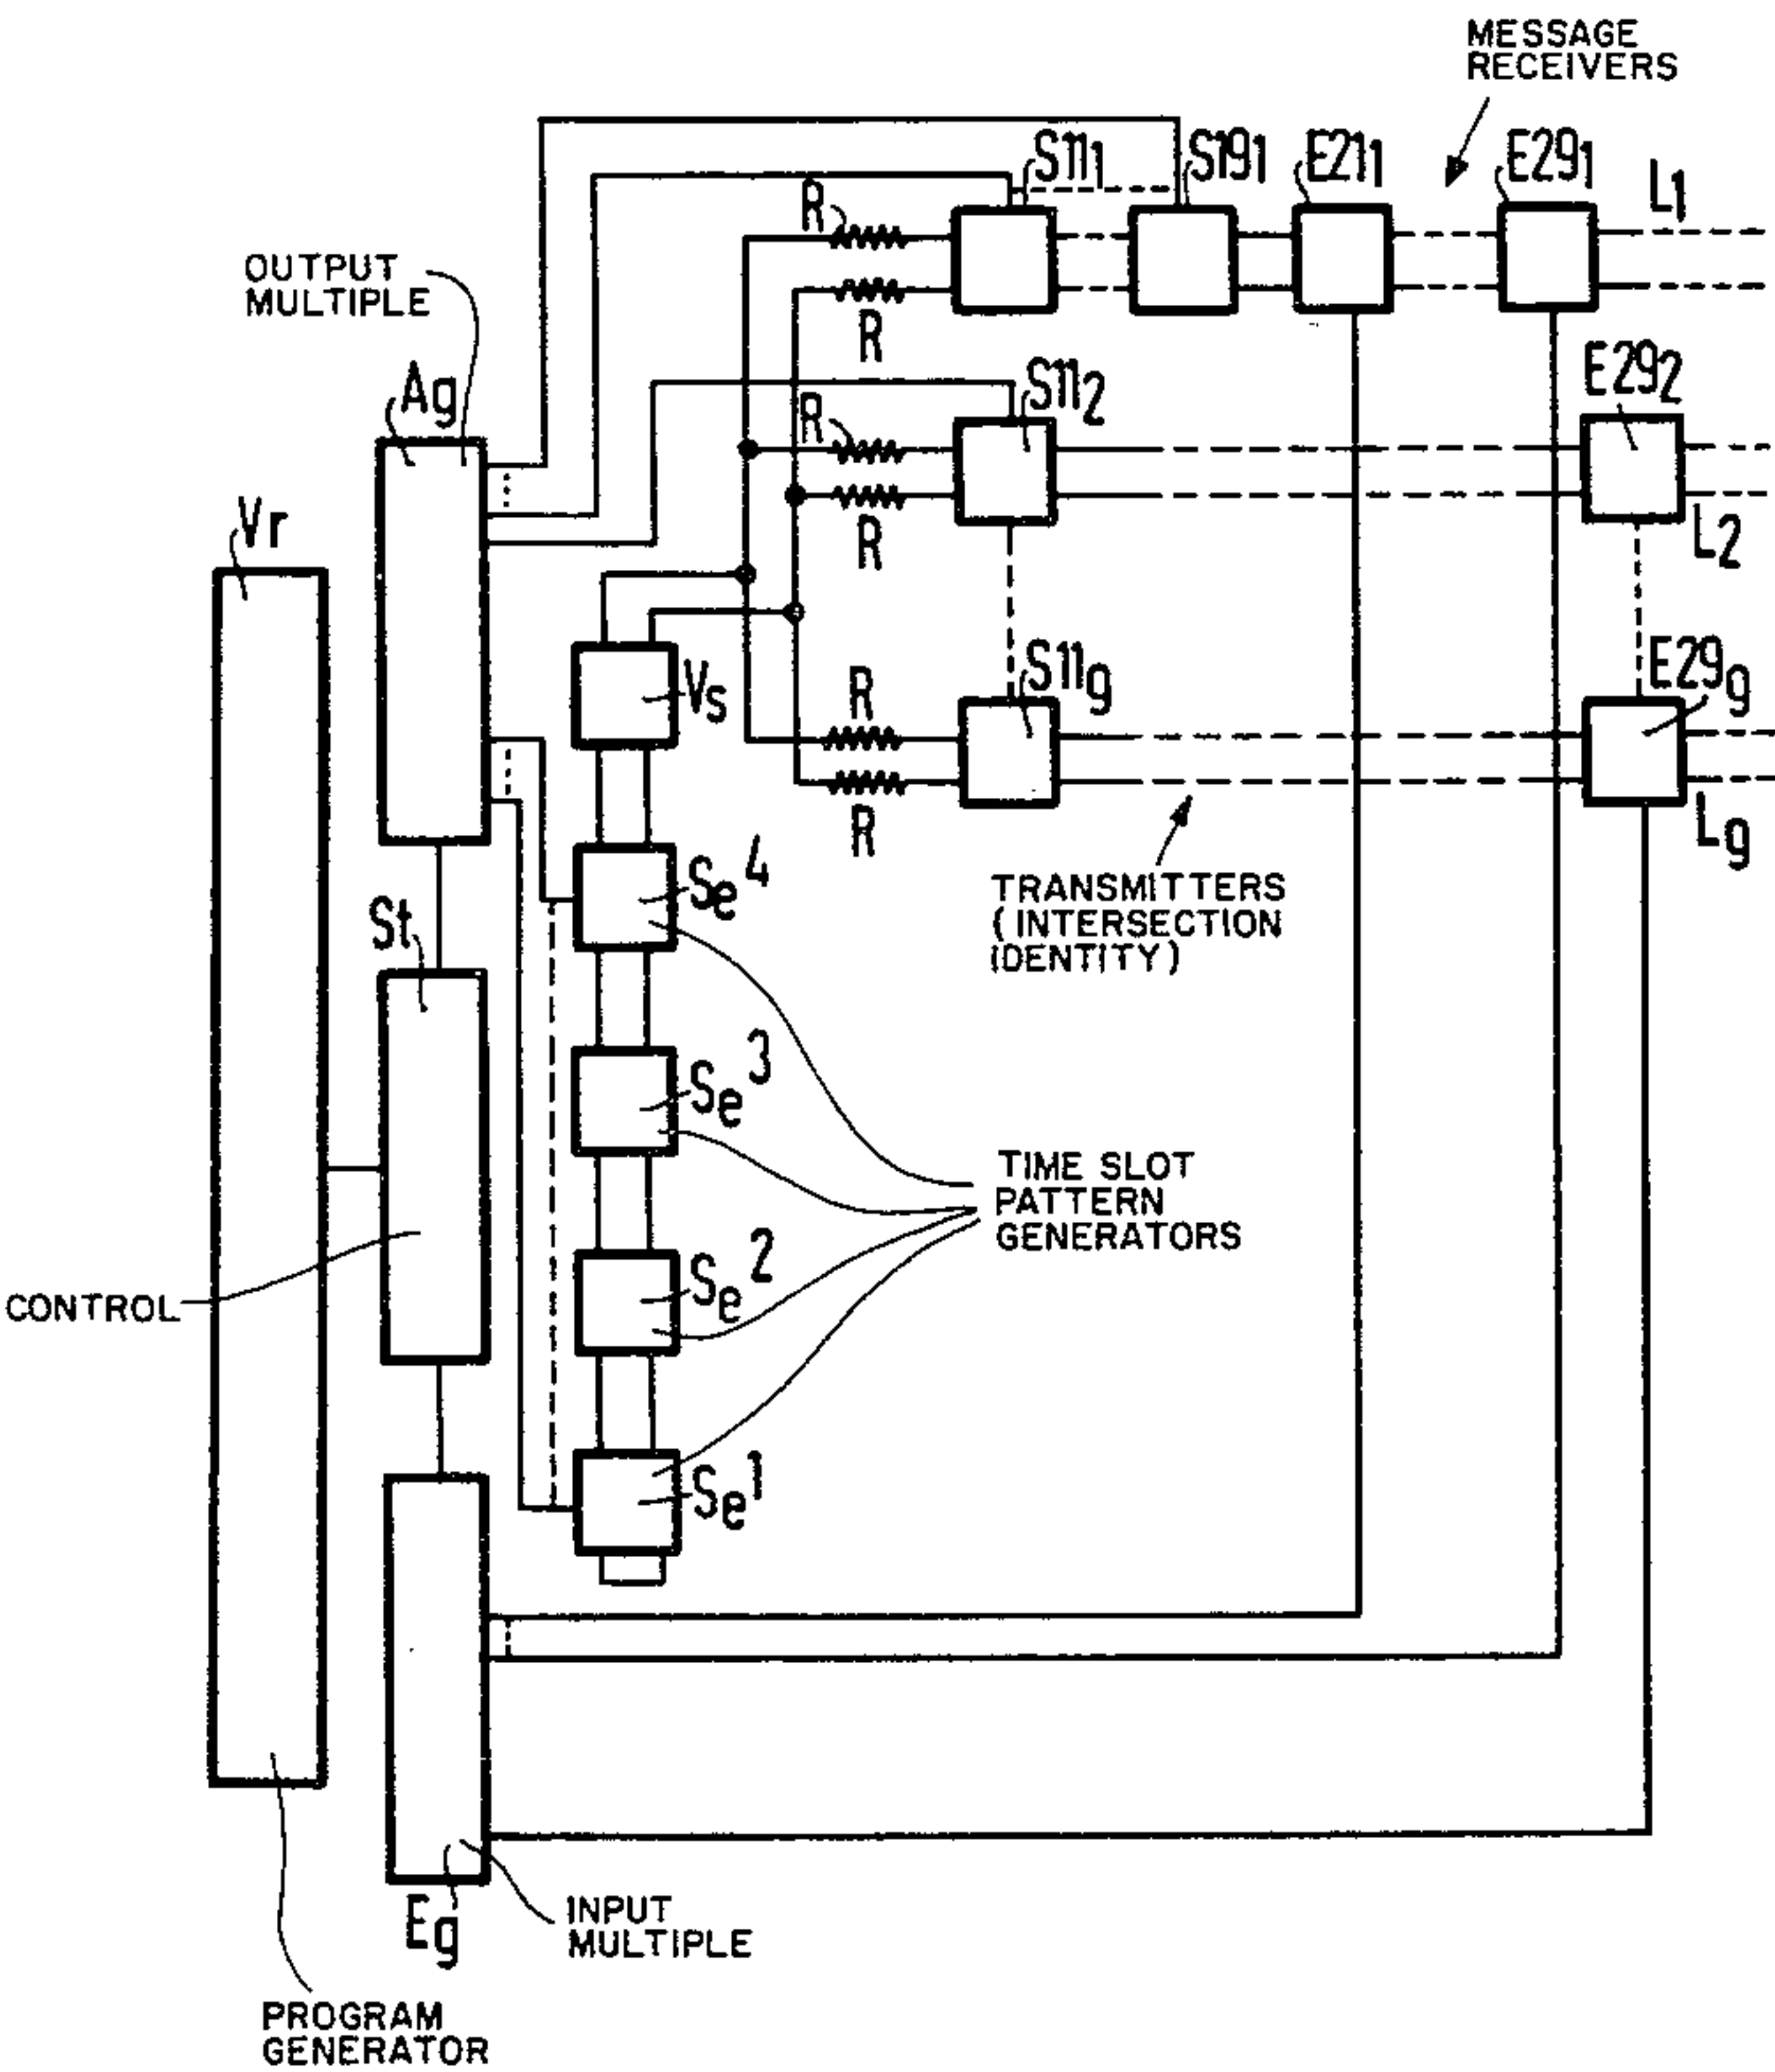 MESSAGE
RECEIVERS
S11₁
S19₁
E21₁
E29₁
L₁
R
R
OUTPUT
MULTIPLE
Ag
S11₂
E29₂
R
R
L₂
Vr
S11g
E29g
Vs
R
R
Lg
Se4
TRANSMITTERS
(INTERSECTION
IDENTITY)
St
Se3
TIME SLOT
PATTERN
GENERATORS
Se2
CONTROL
Se1
Eg
INPUT
MULTIPLE
PROGRAM
GENERATOR